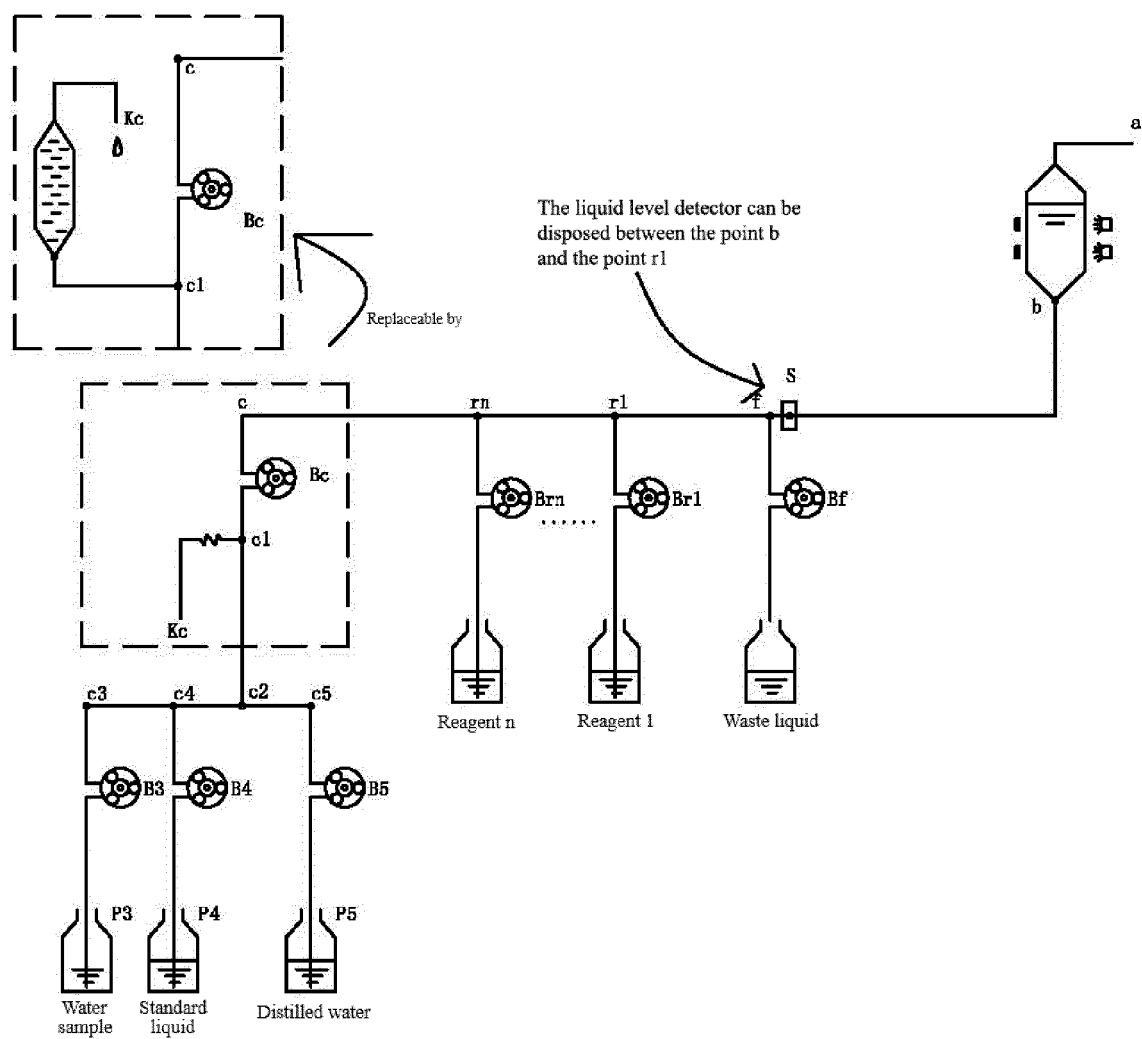 c
Kc
Bc
c1
Replaceable by
The liquid level detector can be
disposed between the point b
and the point r1
a
b
S
c
rn
r1
f
Bc
Brn
......
Br1
Bf
c1
Kc
Reagent n
Reagent 1
Waste liquid
c3
c4
c2
c5
B3
B4
B5
P3
P4
P5
Water
sample
Standard
liquid
Distilled water